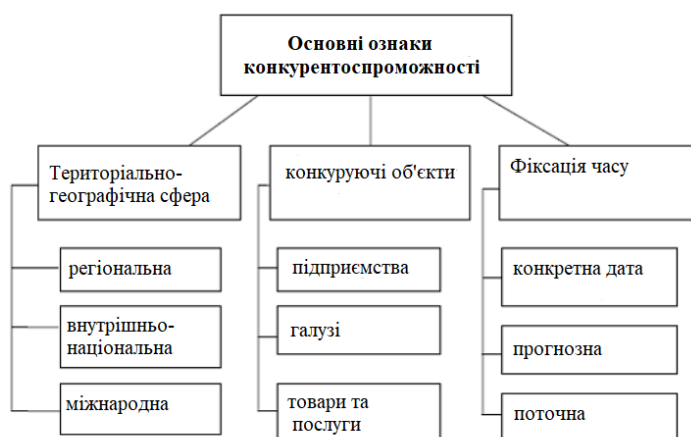 Основні ознаки
конкурентоспроможності
Територіально-
географічна сфера
регіональна
внутрішньо-
національна
міжнародна
конкуруючі об'єкти
підприємства
галузі
товари та
послуги
Фіксація часу
конкретна дата
прогнозна
поточна